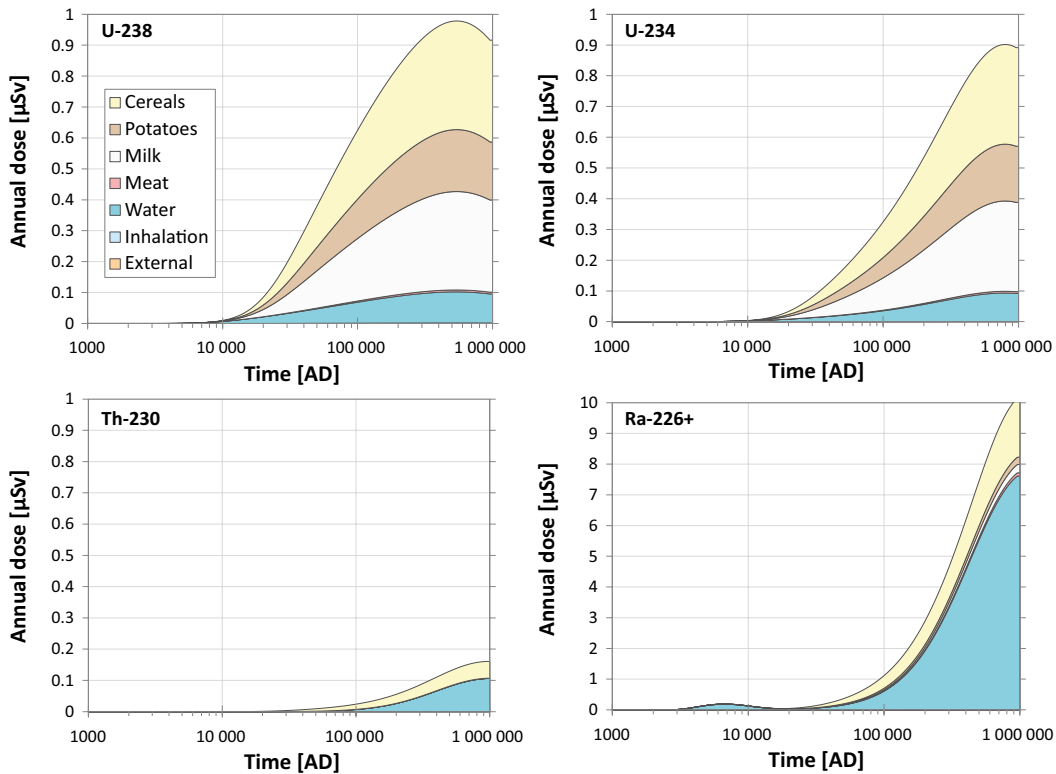 U-238
1
0.9
0.8
0.7
0.6
0.5
0.4
0.3
0.2
0.1
0
Annual dose [µSv]
Cereals
Potatoes
Milk
Meat
Water
Inhalation
External
1000 10 000 100 000 1 000 000
Time [AD]
U-234
1
0.9
0.8
0.7
0.6
0.5
0.4
0.3
0.2
0.1
0
Annual dose [µSv]
1000 10 000 100 000 1 000 000
Time [AD]
Th-230
1
0.9
0.8
0.7
0.6
0.5
0.4
0.3
0.2
0.1
0
Annual dose [µSv]
1000 10 000 100 000 1 000 000
Time [AD]
Ra-226+
10
9
8
7
6
5
4
3
2
1
0
Annual dose [µSv]
1000 10 000 100 000 1 000 000
Time [AD]